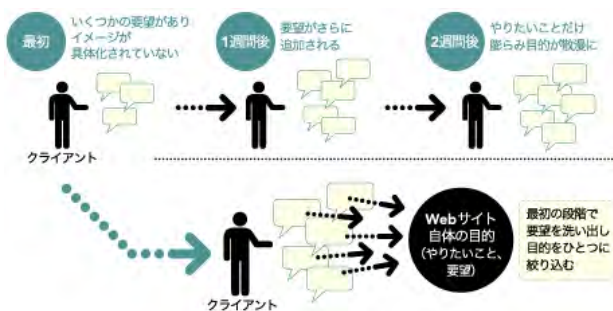 最初
いくつかの要望があり
イメージが
具体化されていない
1週間後
要望がさらに
追加される
2週間後
やりたいことだけ
膨らみ目的が散漫に
クライアント
クライアント
Webサイト
自体の目的
(やりたいこと、
要望)
最初の段階で
要望を洗い出し
目的をひとつに
絞り込む